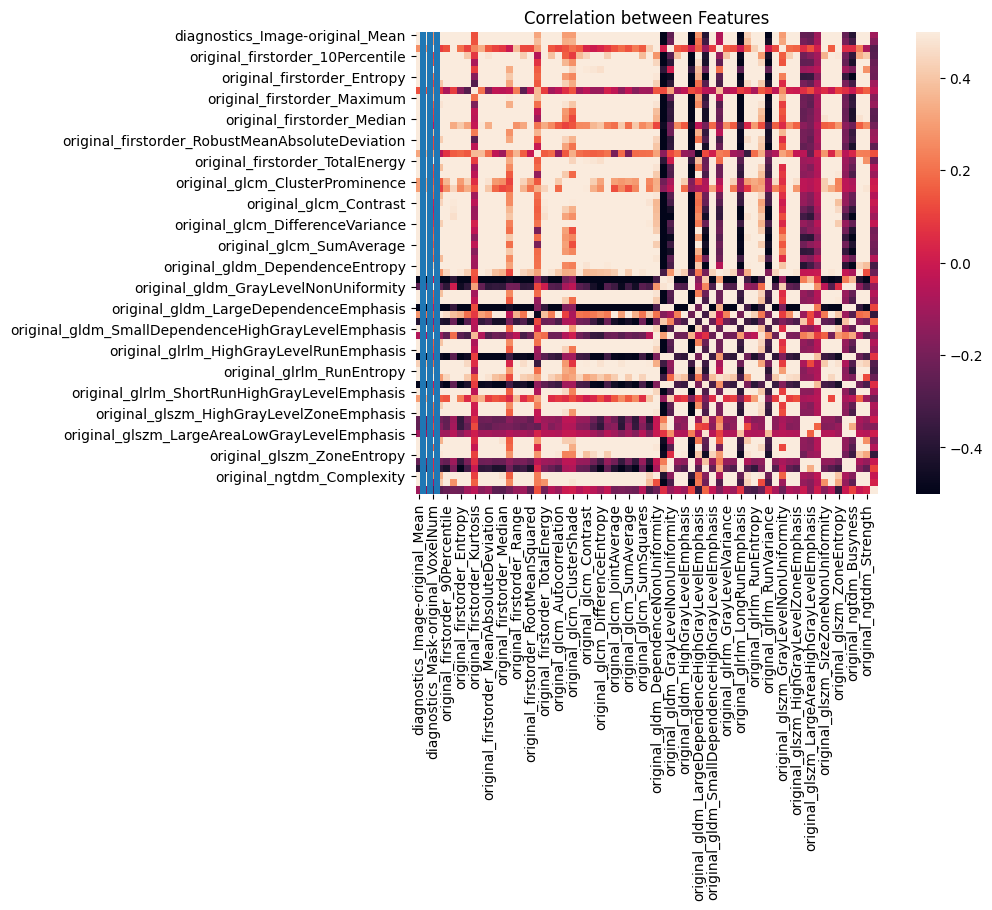 Correlation between Features
diagnostics_Image-original_Mean
original_firstorder_10Percentile
original_firstorder_Entropy
original_firstorder_Maximum
original_firstorder_Median
original_firstorder_RobustMeanAbsoluteDeviation
original_firstorder_TotalEnergy
original_glcm_ClusterProminence
original_glcm_Contrast
original_glcm_DifferenceVariance
original_glcm_SumAverage
original_gldm_DependenceEntropy
original_gldm_GrayLevelNonUniformity
original_gldm_LargeDependenceEmphasis
original_gldm_SmallDependenceHighGrayLevelEmphasis
original_glrlm_HighGrayLevelRunEmphasis
original_glrlm_RunEntropy
original_glrlm_ShortRunHighGrayLevelEmphasis
original_glszm_HighGrayLevelZoneEmphasis
original_glszm_LargeAreaLowGrayLevelEmphasis
original_glszm_ZoneEntropy
original_ngtdm_Complexity
diagnostics_Image-original_Mean
diagnostics_Mask-original_VoxelNum
original_firstorder_90Percentile
original_firstorder_Entropy
original_firstorder_Kurtosis
original_firstorder_MeanAbsoluteDeviation
original_firstorder_Median
original_firstorder_Range
original_firstorder_RootMeanSquared
original_firstorder_TotalEnergy
original_glcm_Autocorrelation
original_glcm_ClusterShade
original_glcm_Contrast
original_glcm_DifferenceEntropy
original_glcm_JointAverage
original_glcm_SumAverage
original_glcm_SumSquares
original_gldm_DependenceNonUniformity
original_gldm_GrayLevelNonUniformity
original_gldm_HighGrayLevelEmphasis
original_gldm_LargeDependenceHighGrayLevelEmphasis
original_gldm_SmallDependenceHighGrayLevelEmphasis
original_glrlm_GrayLevelVariance
original_glrlm_LongRunEmphasis
original_glrlm_RunEntropy
original_glrlm_RunVariance
original_glszm_GrayLevelNonUniformity
original_glszm_HighGrayLevelZoneEmphasis
original_glszm_LargeAreaHighGrayLevelEmphasis
original_glszm_SizeZoneNonUniformity
original_glszm_ZoneEntropy
original_ngtdm_Busyness
original_ngtdm_Strength
0.4
0.2
0.0
−0.2
−0.4